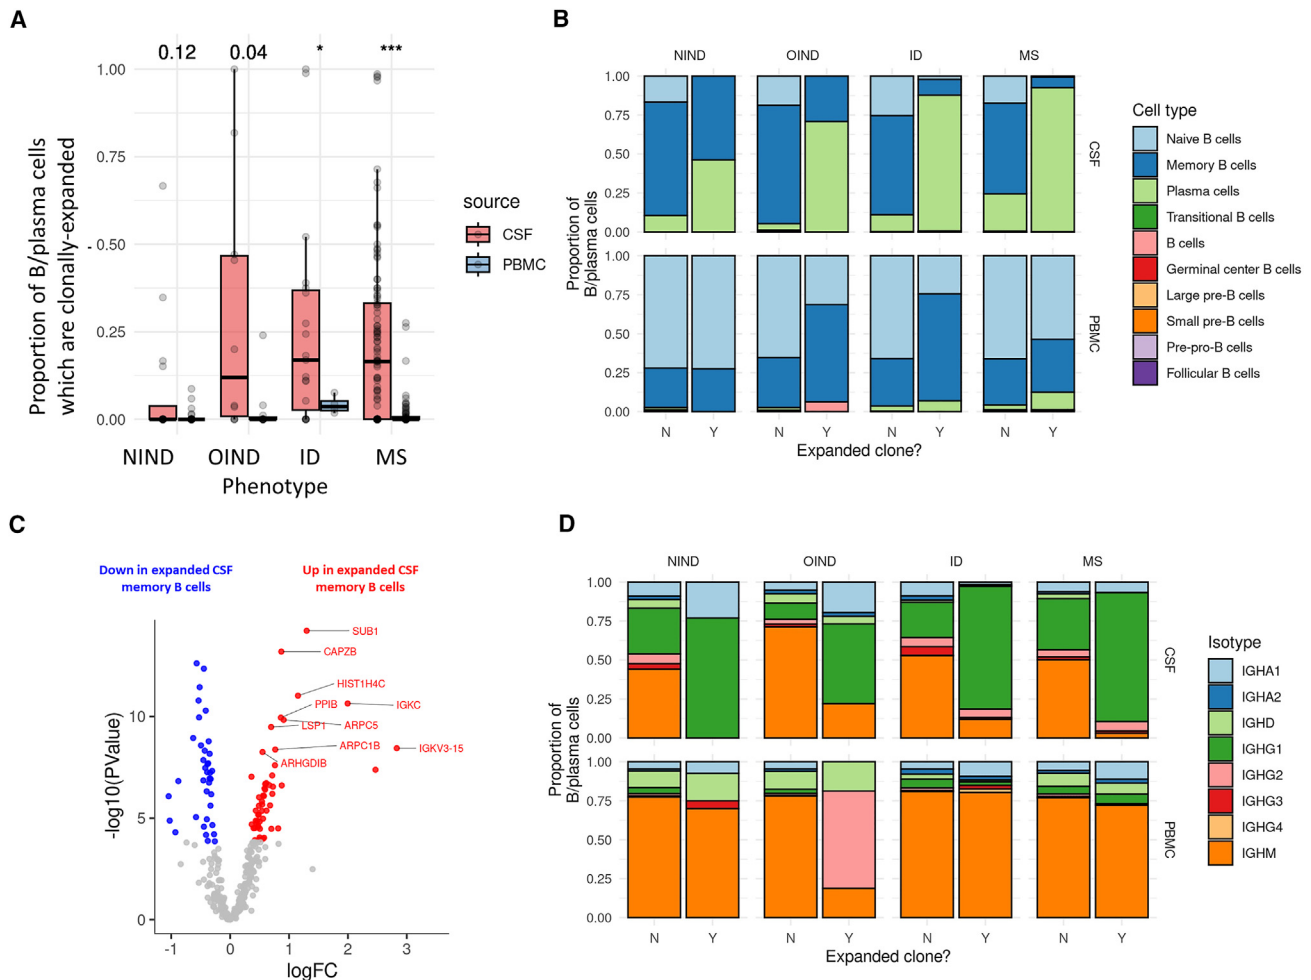 A
0.12
0.04
*
***
1.00
0.75
0.50
0.25
0.00
Proportion of B/plasma cells
which are clonally-expanded
NIND
OIND
ID
MS
Phenotype
source
CSF
PBMC
B
NIND
OIND
ID
MS
1.00
0.75
0.50
0.25
0.00
CSF
1.00
0.75
0.50
0.25
0.00
PBMC
Proportion of
B/plasma cells
N
Y
N
Y
N
Y
N
Y
Expanded clone?
Cell type
Naive B cells
Memory B cells
Plasma cells
Transitional B cells
B cells
Germinal center B cells
Large pre-B cells
Small pre-B cells
Pre-pro-B cells
Follicular B cells
C
Down in expanded CSF
memory B cells
Up in expanded CSF
memory B cells
SUB1
CAPZB
HIST1H4C
PPIB
IGKC
LSP1
ARPC5
ARPC1B
IGKV3-15
ARHGDIB
10
5
0
-log10(PValue)
-1
0
1
2
3
logFC
D
NIND
OIND
ID
MS
1.00
0.75
0.50
0.25
0.00
CSF
1.00
0.75
0.50
0.25
0.00
PBMC
Proportion of
B/plasma cells
N
Y
N
Y
N
Y
N
Y
Expanded clone?
Isotype
IGHA1
IGHA2
IGHD
IGHG1
IGHG2
IGHG3
IGHG4
IGHM